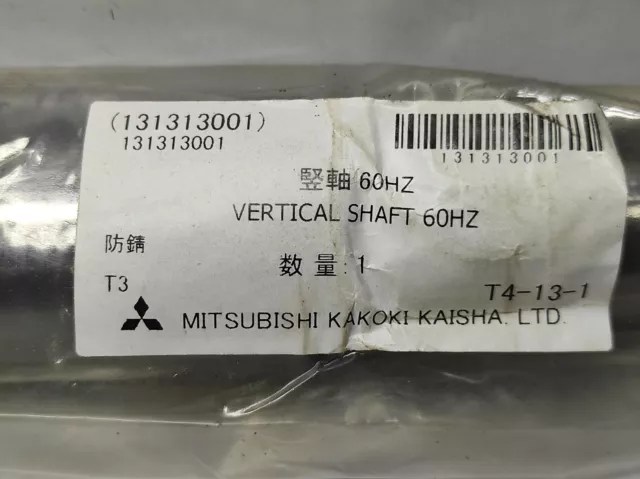 (131313001)
131313001
131313001
竪軸 60HZ
VERTICAL SHAFT 60HZ
防錆
数量:1
T3
T4-13-1
MITSUBISHI KAKOKI KAISHA. LTD.